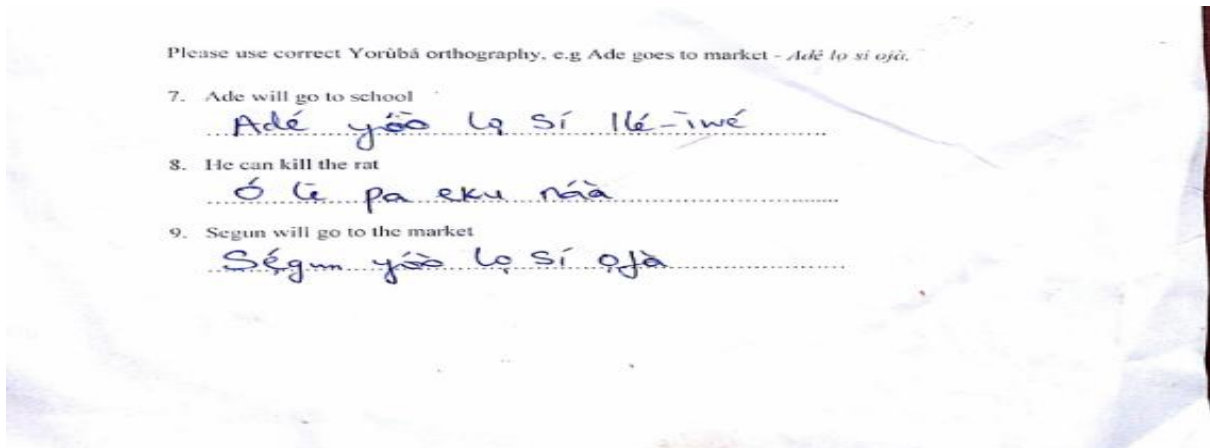 Please use correct Yorùbá orthography, e.g Ade goes to market - Adé lọ sí ọjà.
7. Ade will go to school
Adé yóò lọ sí Ilé-ìwé
8. He can kill the rat
Ó lè pa eku náà
9. Segun will go to the market
Ṣẹ́gun yóò lọ sí ọjà